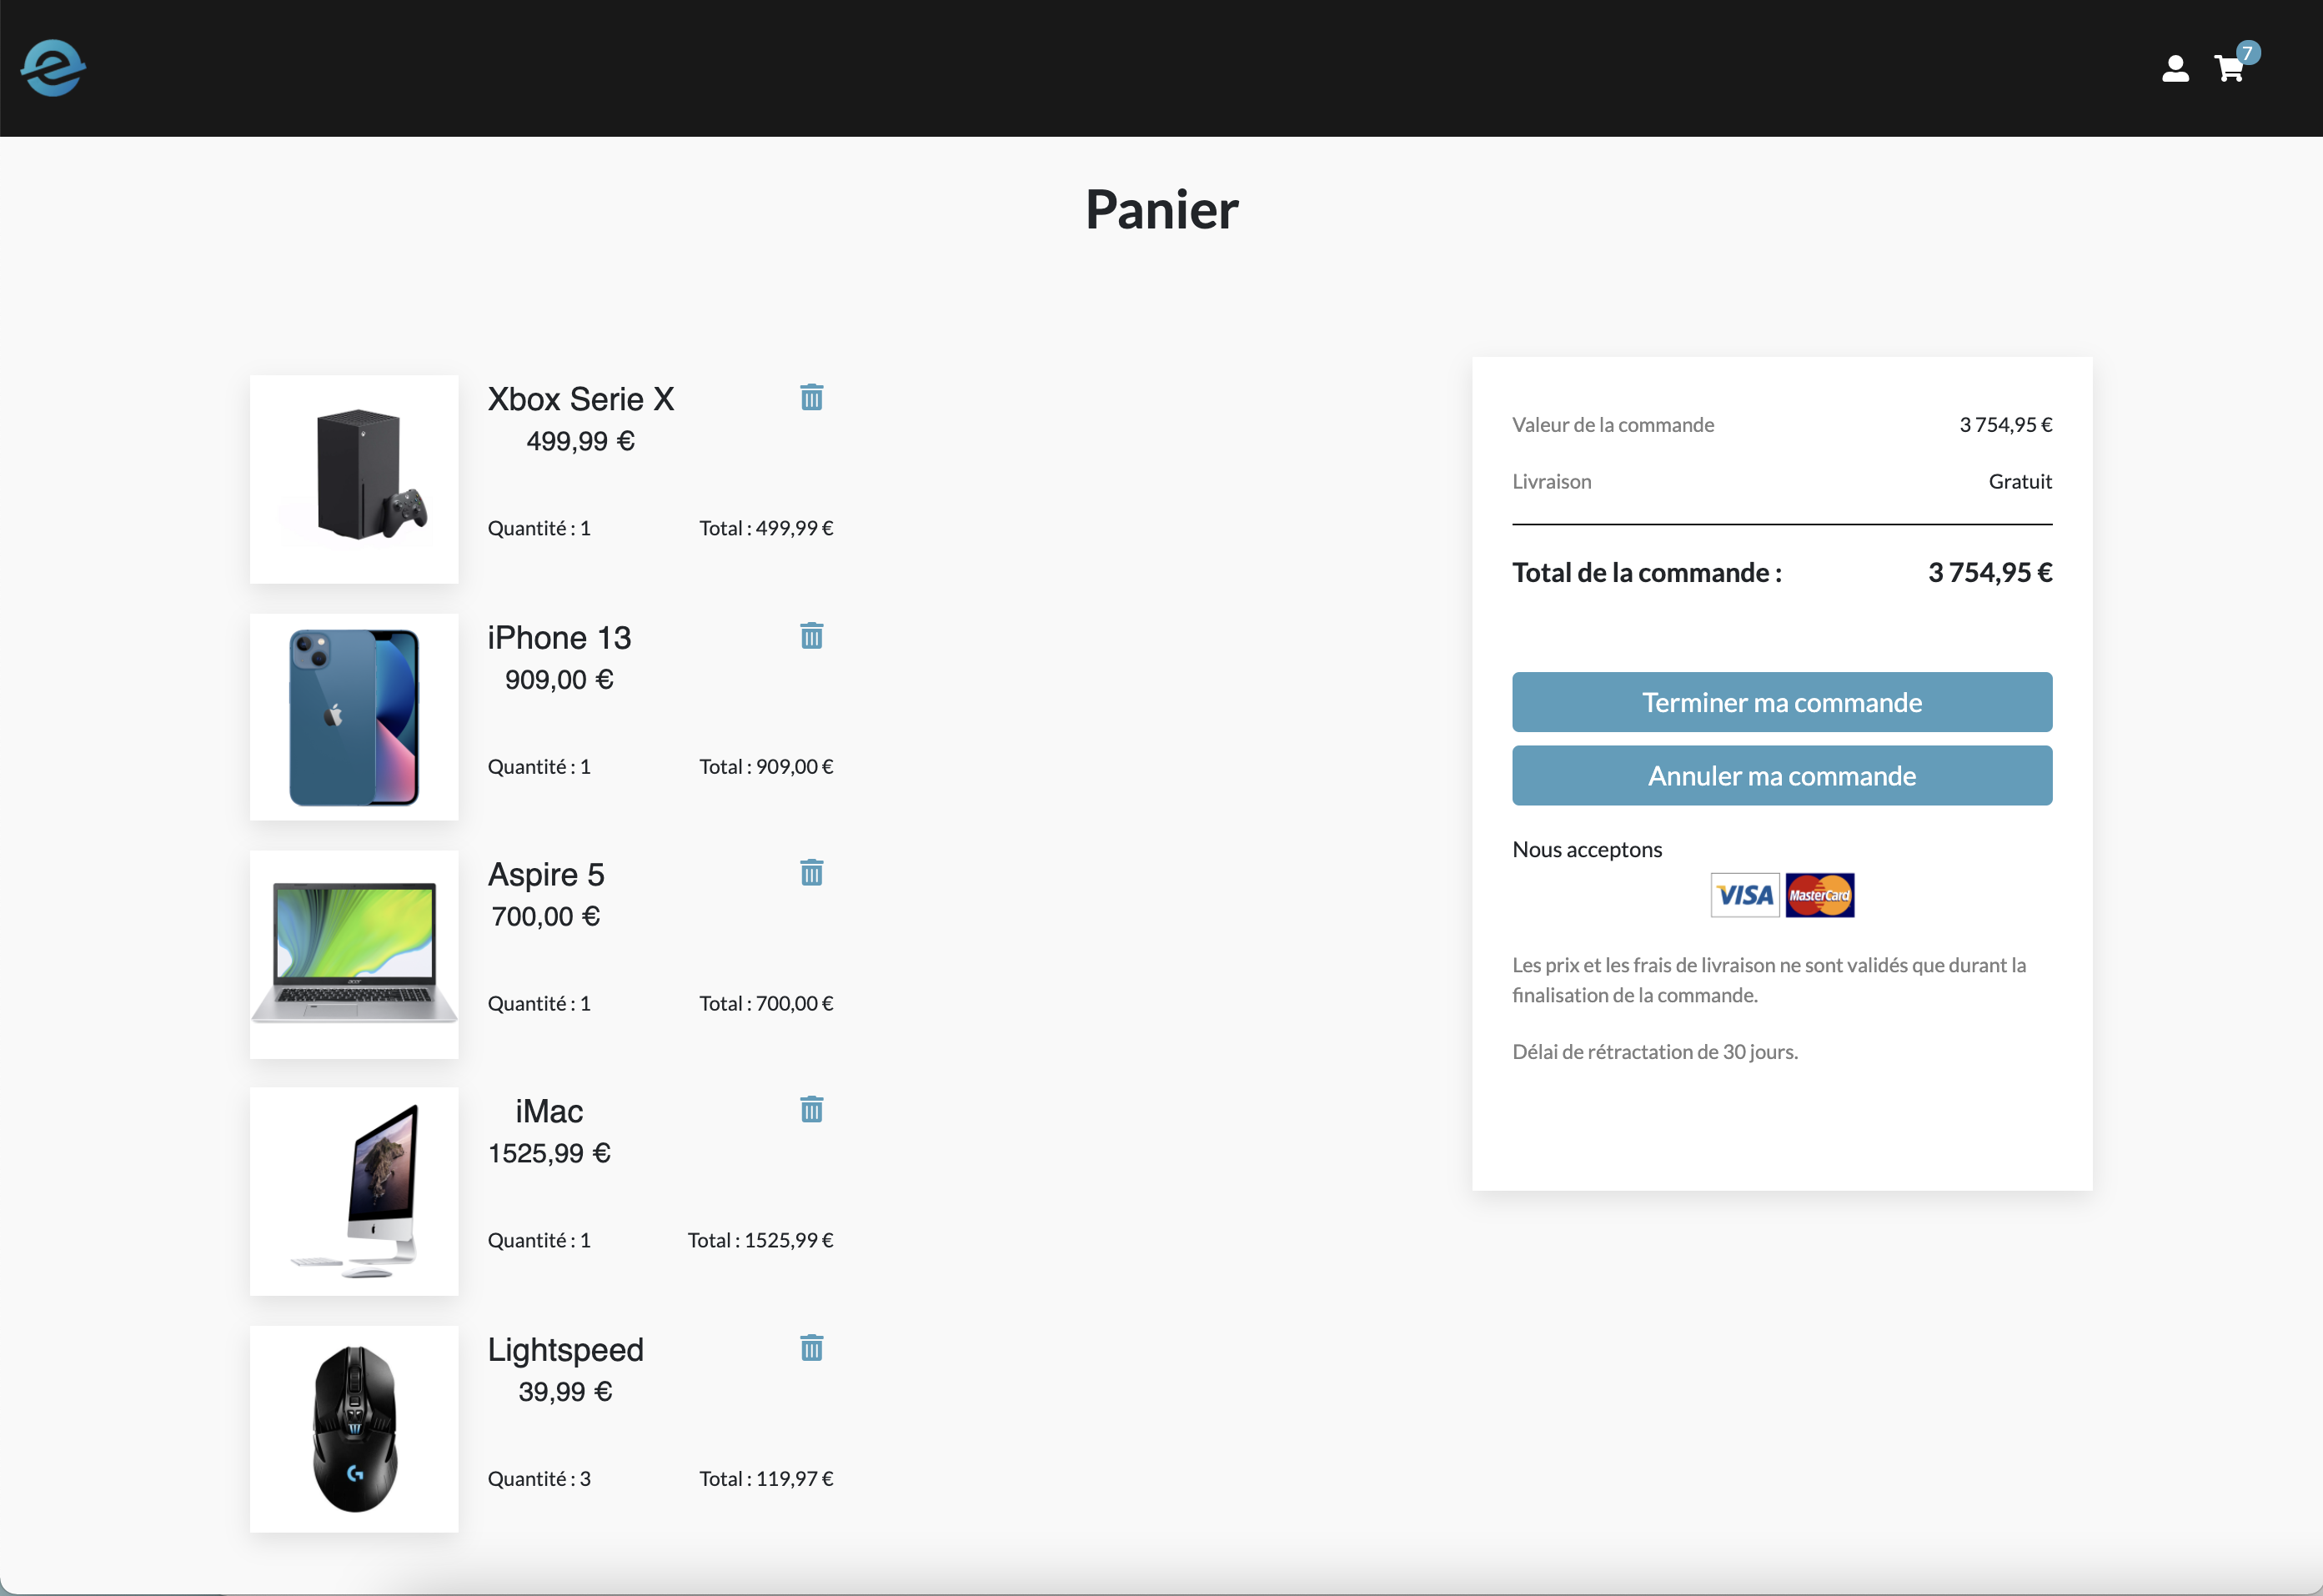 7
Panier
Xbox Serie X
499,99 €
Quantité : 1 Total : 499,99 €
iPhone 13
909,00 €
Quantité : 1 Total : 909,00 €
Aspire 5
700,00 €
Quantité : 1 Total : 700,00 €
iMac
1525,99 €
Quantité : 1 Total : 1525,99 €
Lightspeed
39,99 €
Quantité : 3 Total : 119,97 €
Valeur de la commande 3 754,95 €
Livraison Gratuit
Total de la commande : 3 754,95 €
Terminer ma commande
Annuler ma commande
Nous acceptons
VISA MasterCard
Les prix et les frais de livraison ne sont validés que durant la
finalisation de la commande.
Délai de rétractation de 30 jours.